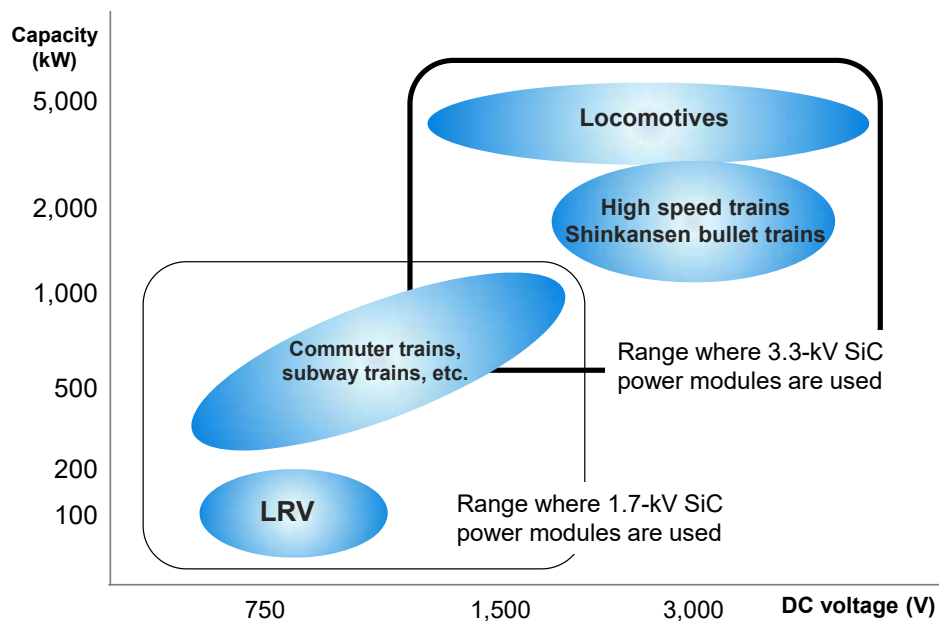 Capacity
(kW)
5,000
Locomotives
2,000
High speed trains
Shinkansen bullet trains
1,000
Commuter trains,
subway trains, etc.
Range where 3.3-kV SiC
power modules are used
500
200
100
LRV
Range where 1.7-kV SiC
power modules are used
750
1,500
3,000
DC voltage (V)